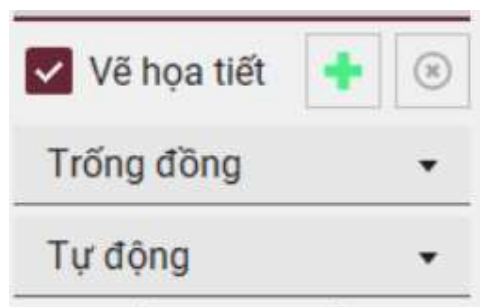 Vẽ họa tiết
Trống đồng
Tự động